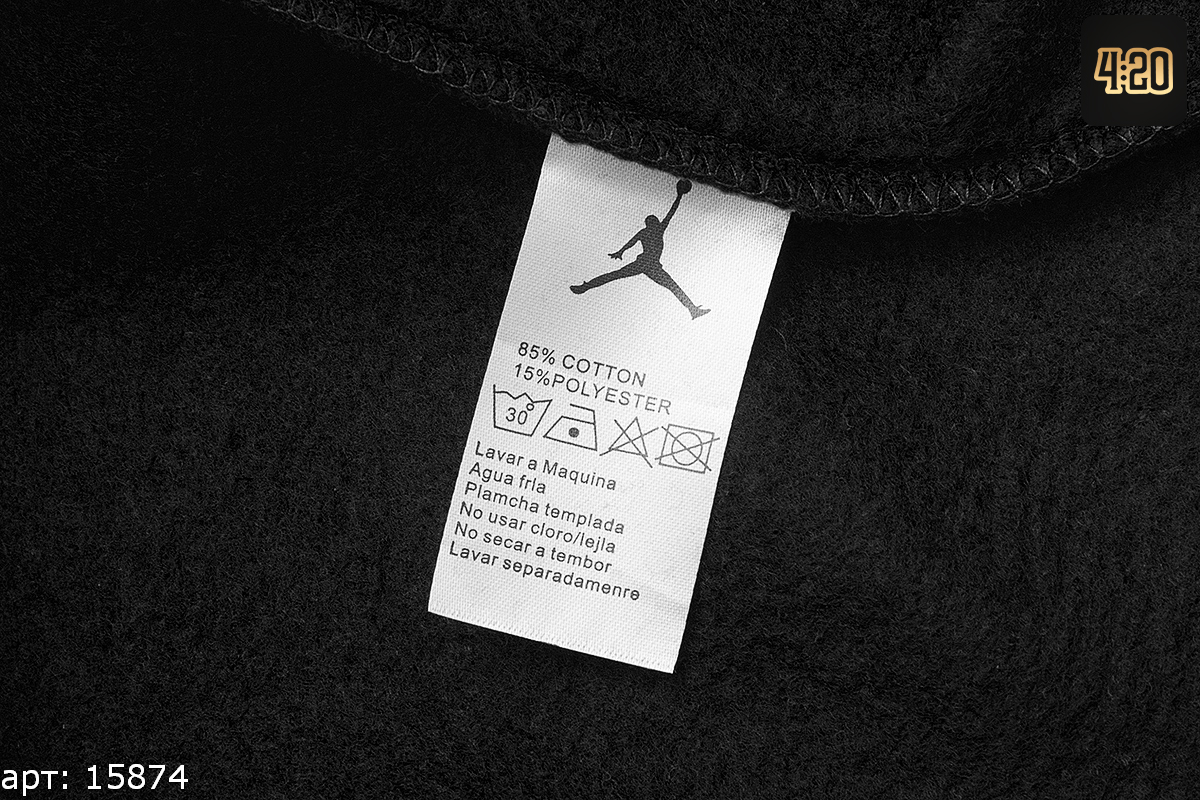 4:20
85% COTTON
15%POLYESTER
30°
Lavar a Maquina
Agua frla
Plamcha templada
No usar cloro/lejla
No secar a tembor
Lavar separadamenre
арт: 15874